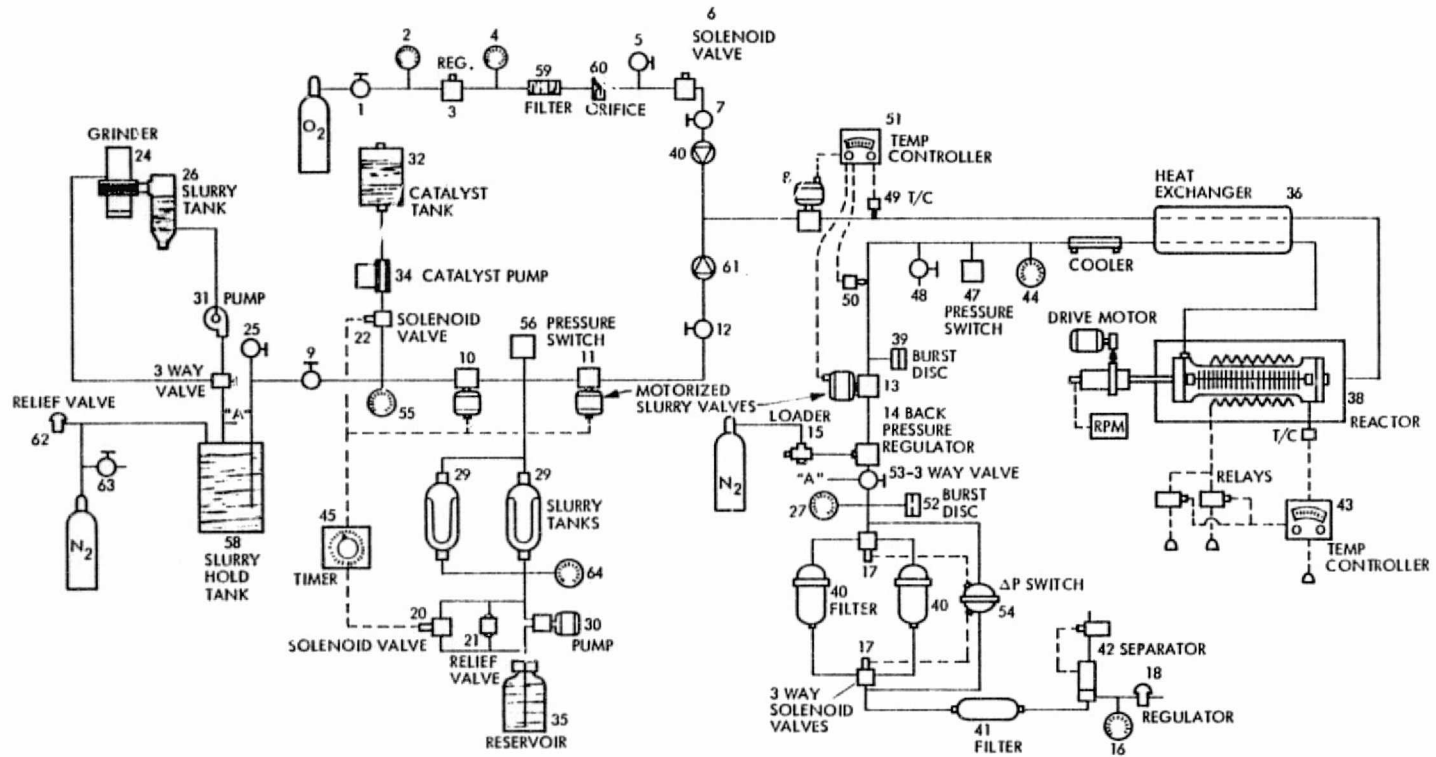 6
SOLENOID
VALVE
2
4
5
REG.
59
60
1
3
FILTER
ORIFICE
7
O2
GRINDER
24
32
40
51
TEMP
CONTROLLER
26
SLURRY
TANK
CATALYST
TANK
8
49 T/C
HEAT
EXCHANGER
36
34 CATALYST PUMP
61
COOLER
31
PUMP
50
48
47
44
25
SOLENOID
VALVE
22
56
PRESSURE
SWITCH
12
PRESSURE
SWITCH
DRIVE MOTOR
9
10
11
39
BURST
DISC
3 WAY
VALVE
MOTORIZED
SLURRY VALVES
13
55
38
RELIEF VALVE
"A"
LOADER
14 BACK
PRESSURE
REGULATOR
REACTOR
62
15
RPM
T/C
63
29
29
N2
"A"
53-3 WAY VALVE
RELAYS
N2
SLURRY
TANKS
27
52
BURST
DISC
43
58
SLURRY
HOLD
TANK
45
TIMER
64
17
TEMP
CONTROLLER
40
FILTER
40
ΔP SWITCH
54
20
SOLENOID VALVE
21
RELIEF
VALVE
30
PUMP
17
42 SEPARATOR
3 WAY
SOLENOID
VALVES
18
REGULATOR
35
RESERVOIR
41
FILTER
16